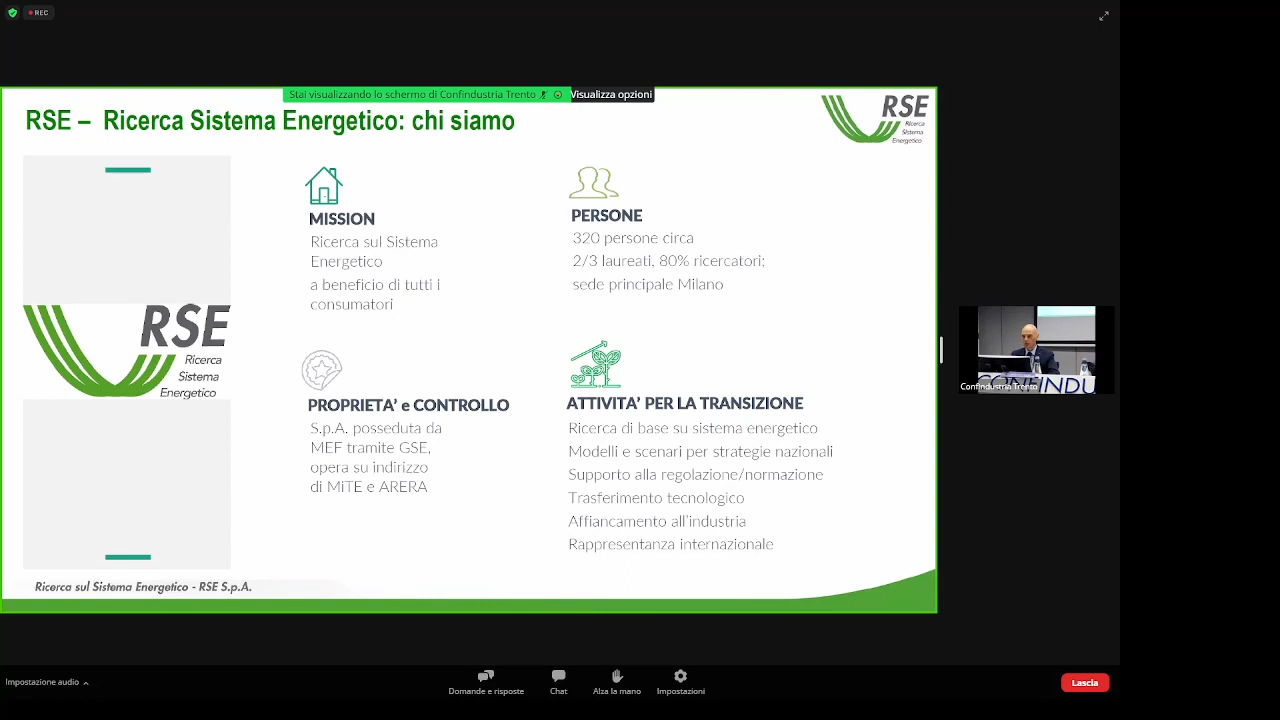 REC
Stai visualizzando lo schermo di Confindustria Trento
Visualizza opzioni
RSE – Ricerca Sistema Energetico: chi siamo
RSE
Ricerca
Sistema
Energetico
MISSION
Ricerca sul Sistema
Energetico
a beneficio di tutti i
consumatori
PERSONE
320 persone circa
2/3 laureati, 80% ricercatori;
sede principale Milano
RSE
Ricerca
Sistema
Energetico
PROPRIETA’ e CONTROLLO
S.p.A. posseduta da
MEF tramite GSE,
opera su indirizzo
di MiTE e ARERA
ATTIVITA’ PER LA TRANSIZIONE
Ricerca di base su sistema energetico
Modelli e scenari per strategie nazionali
Supporto alla regolazione/normazione
Trasferimento tecnologico
Affiancamento all’industria
Rappresentanza internazionale
Ricerca sul Sistema Energetico - RSE S.p.A.
CONFINDU
Confindustria Trento
Impostazione audio
Domande e risposte
Chat
Alza la mano
Impostazioni
Lascia